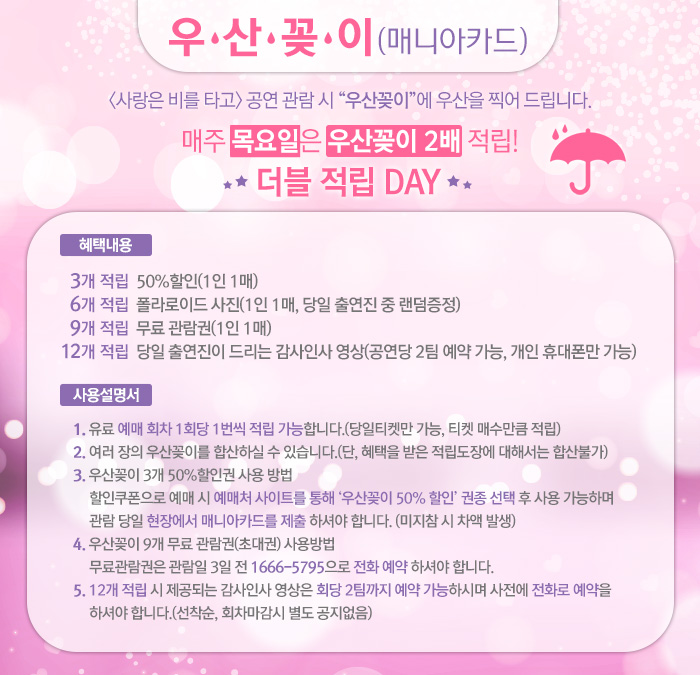 우·산·꽂·이(매니아카드)
<사랑은 비를 타고> 공연 관람 시 “우산꽂이”에 우산을 찍어 드립니다.
매주 목요일은 우산꽂이 2배 적립!
더블 적립 DAY
혜택내용
3개 적립 50%할인(1인 1매)
6개 적립 폴라로이드 사진(1인 1매, 당일 출연진 중 랜덤증정)
9개 적립 무료 관람권(1인 1매)
12개 적립 당일 출연진이 드리는 감사인사 영상(공연당 2팀 예약 가능, 개인 휴대폰만 가능)
사용설명서
1. 유료 예매 회차 1회당 1번씩 적립 가능합니다.(당일티켓만 가능, 티켓 매수만큼 적립)
2. 여러 장의 우산꽂이를 합산하실 수 있습니다.(단, 혜택을 받은 적립도장에 대해서는 합산불가)
3. 우산꽂이 3개 50%할인권 사용 방법
할인쿠폰으로 예매 시 예매처 사이트를 통해 ‘우산꽂이 50% 할인’ 권종 선택 후 사용 가능하며
관람 당일 현장에서 매니아카드를 제출 하셔야 합니다. (미지참 시 차액 발생)
4. 우산꽂이 9개 무료 관람권(초대권) 사용방법
무료관람권은 관람일 3일 전 1666-5795으로 전화 예약 하셔야 합니다.
5. 12개 적립 시 제공되는 감사인사 영상은 회당 2팀까지 예약 가능하시며 사전에 전화로 예약을
하셔야 합니다.(선착순, 회차마감시 별도 공지없음)